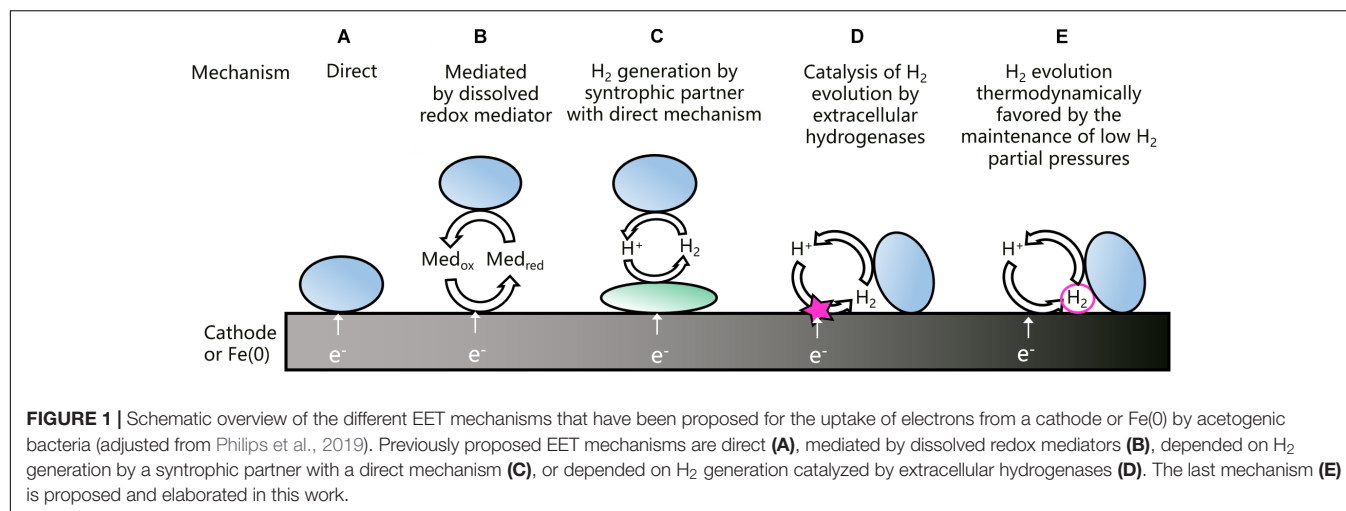 A B C D E
Mechanism
Direct
Mediated
by dissolved
redox mediator
H₂ generation by
syntrophic partner
with direct mechanism
Catalysis of H₂
evolution by
extracellular
hydrogenases
H₂ evolution
thermodynamically
favored by the
maintenance of low H₂
partial pressures
Medox Medred
H⁺ H₂
H⁺
H₂
H⁺
H₂
Cathode
or Fe(0)
e⁻ e⁻ e⁻ e⁻ e⁻
FIGURE 1 | Schematic overview of the different EET mechanisms that have been proposed for the uptake of electrons from a cathode or Fe(0) by acetogenic
bacteria (adjusted from Philips et al., 2019). Previously proposed EET mechanisms are direct (A), mediated by dissolved redox mediators (B), depended on H₂
generation by a syntrophic partner with a direct mechanism (C), or depended on H₂ generation catalyzed by extracellular hydrogenases (D). The last mechanism (E)
is proposed and elaborated in this work.